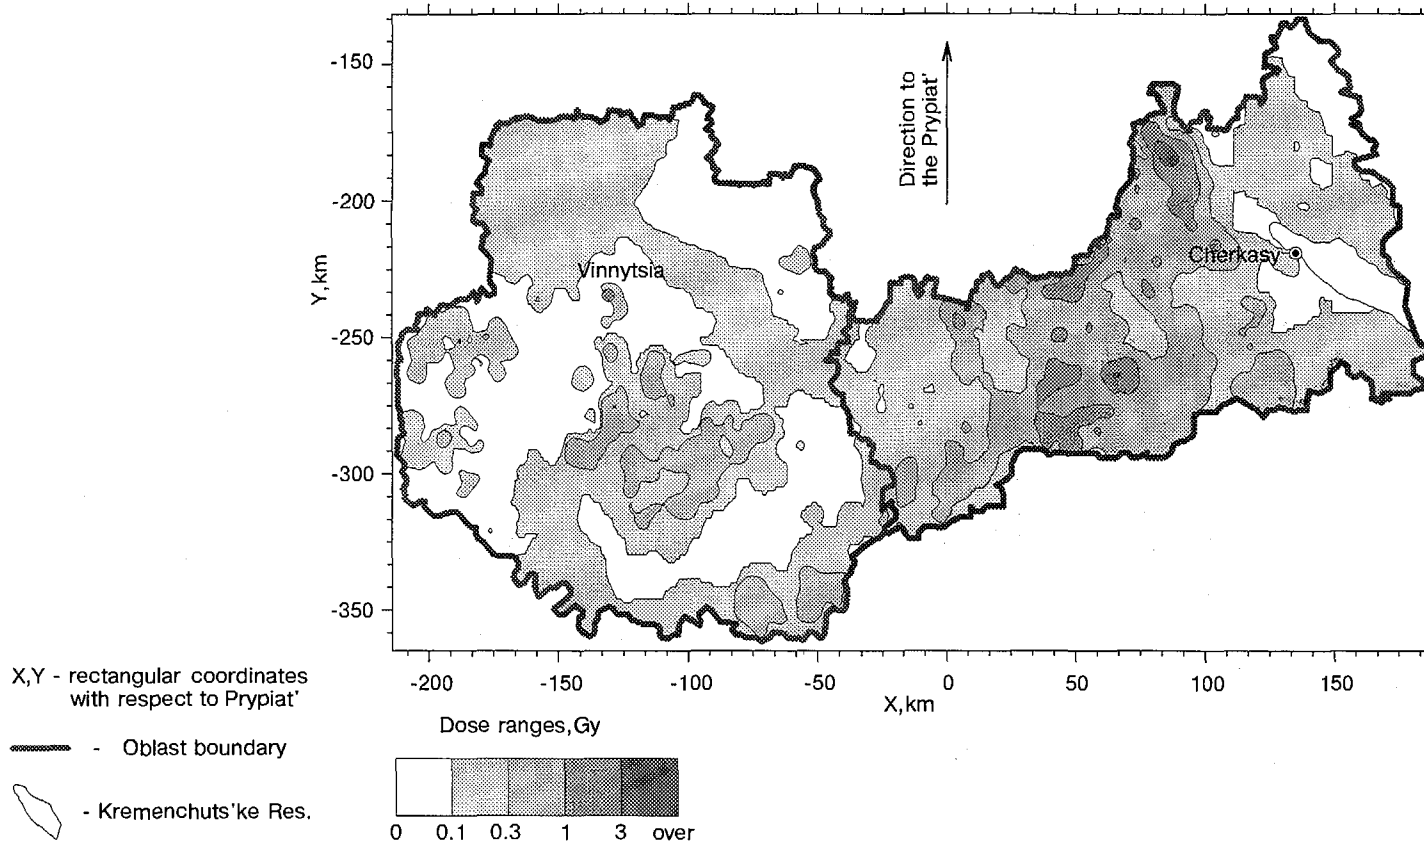 -150
-200
-250
-300
-350
Y,km
Direction to
the Prypiat'
Vinnytsia
Cherkasy
-200 -150 -100 -50 0 50 100 150
X,km
X,Y - rectangular coordinates
with respect to Prypiat'
- Oblast boundary
- Kremenchuts'ke Res.
Dose ranges,Gy
0 0.1 0.3 1 3 over